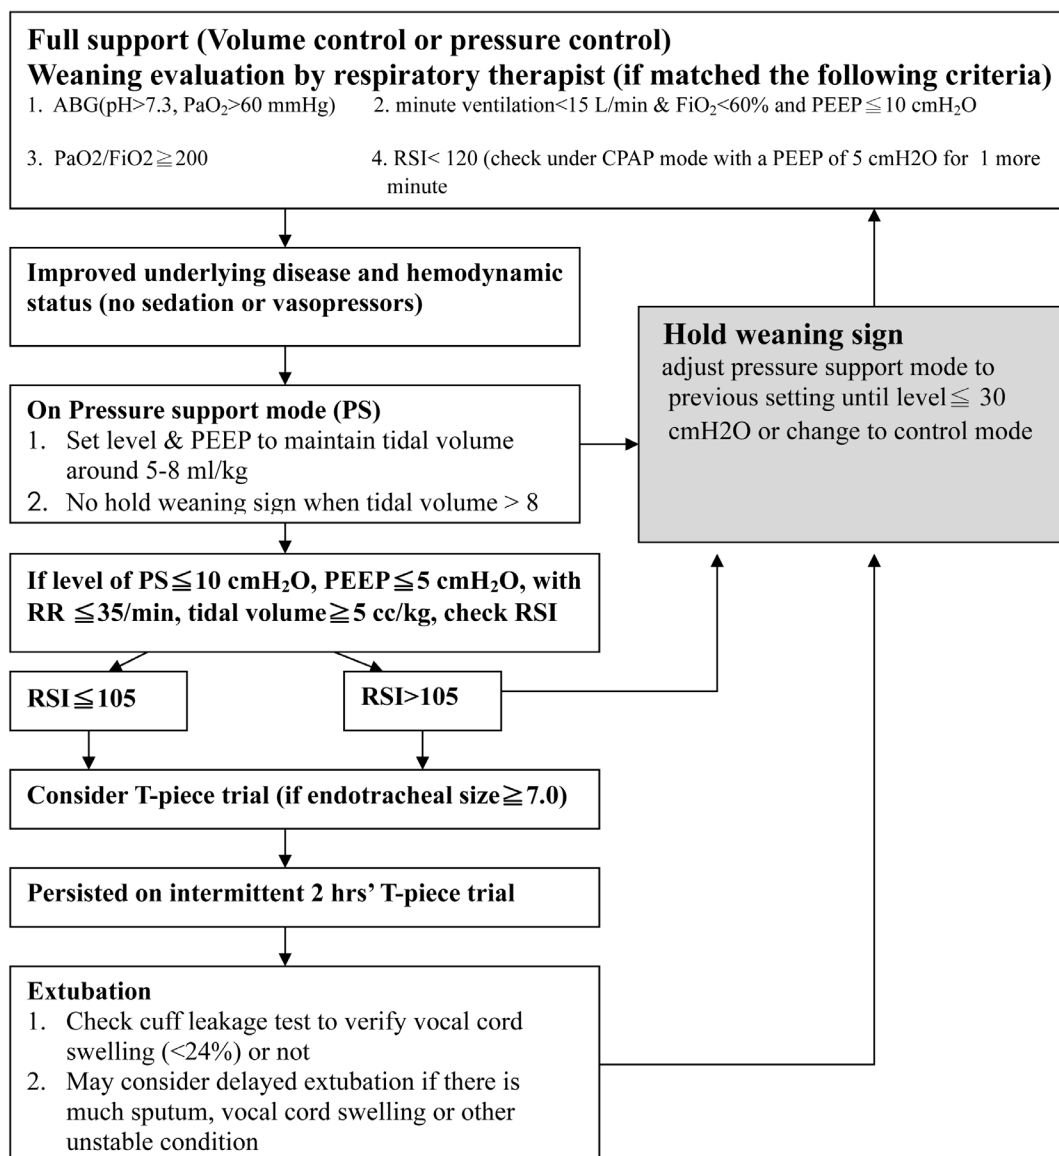 Full support (Volume control or pressure control)
Weaning evaluation by respiratory therapist (if matched the following criteria)
1. ABG(pH>7.3, PaO₂>60 mmHg) 2. minute ventilation<15 L/min & FiO₂<60% and PEEP≦10 cmH₂O
3. PaO2/FiO2≧200 4. RSI< 120 (check under CPAP mode with a PEEP of 5 cmH2O for 1 more
minute
Improved underlying disease and hemodynamic
status (no sedation or vasopressors)
Hold weaning sign
adjust pressure support mode to
previous setting until level≦ 30
cmH2O or change to control mode
On Pressure support mode (PS)
1. Set level & PEEP to maintain tidal volume
around 5-8 ml/kg
2. No hold weaning sign when tidal volume > 8
If level of PS≦10 cmH₂O, PEEP≦5 cmH₂O, with
RR ≦35/min, tidal volume≧5 cc/kg, check RSI
RSI≦105
RSI>105
Consider T-piece trial (if endotracheal size≧7.0)
Persisted on intermittent 2 hrs’ T-piece trial
Extubation
1. Check cuff leakage test to verify vocal cord
swelling (<24%) or not
2. May consider delayed extubation if there is
much sputum, vocal cord swelling or other
unstable condition